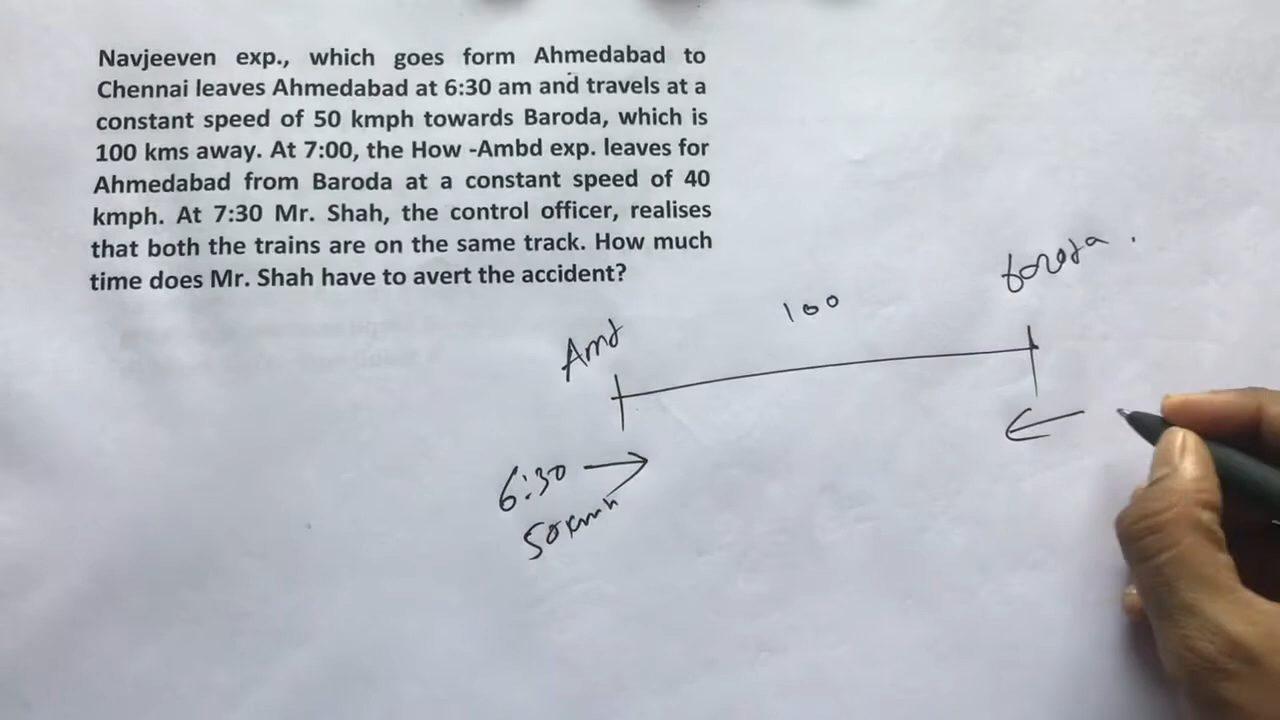 Navjeeven exp., which goes form Ahmedabad to
Chennai leaves Ahmedabad at 6:30 am and travels at a
constant speed of 50 kmph towards Baroda, which is
100 kms away. At 7:00, the How -Ambd exp. leaves for
Ahmedabad from Baroda at a constant speed of 40
kmph. At 7:30 Mr. Shah, the control officer, realises
that both the trains are on the same track. How much
time does Mr. Shah have to avert the accident?
Amd
100
6:30
50kmh